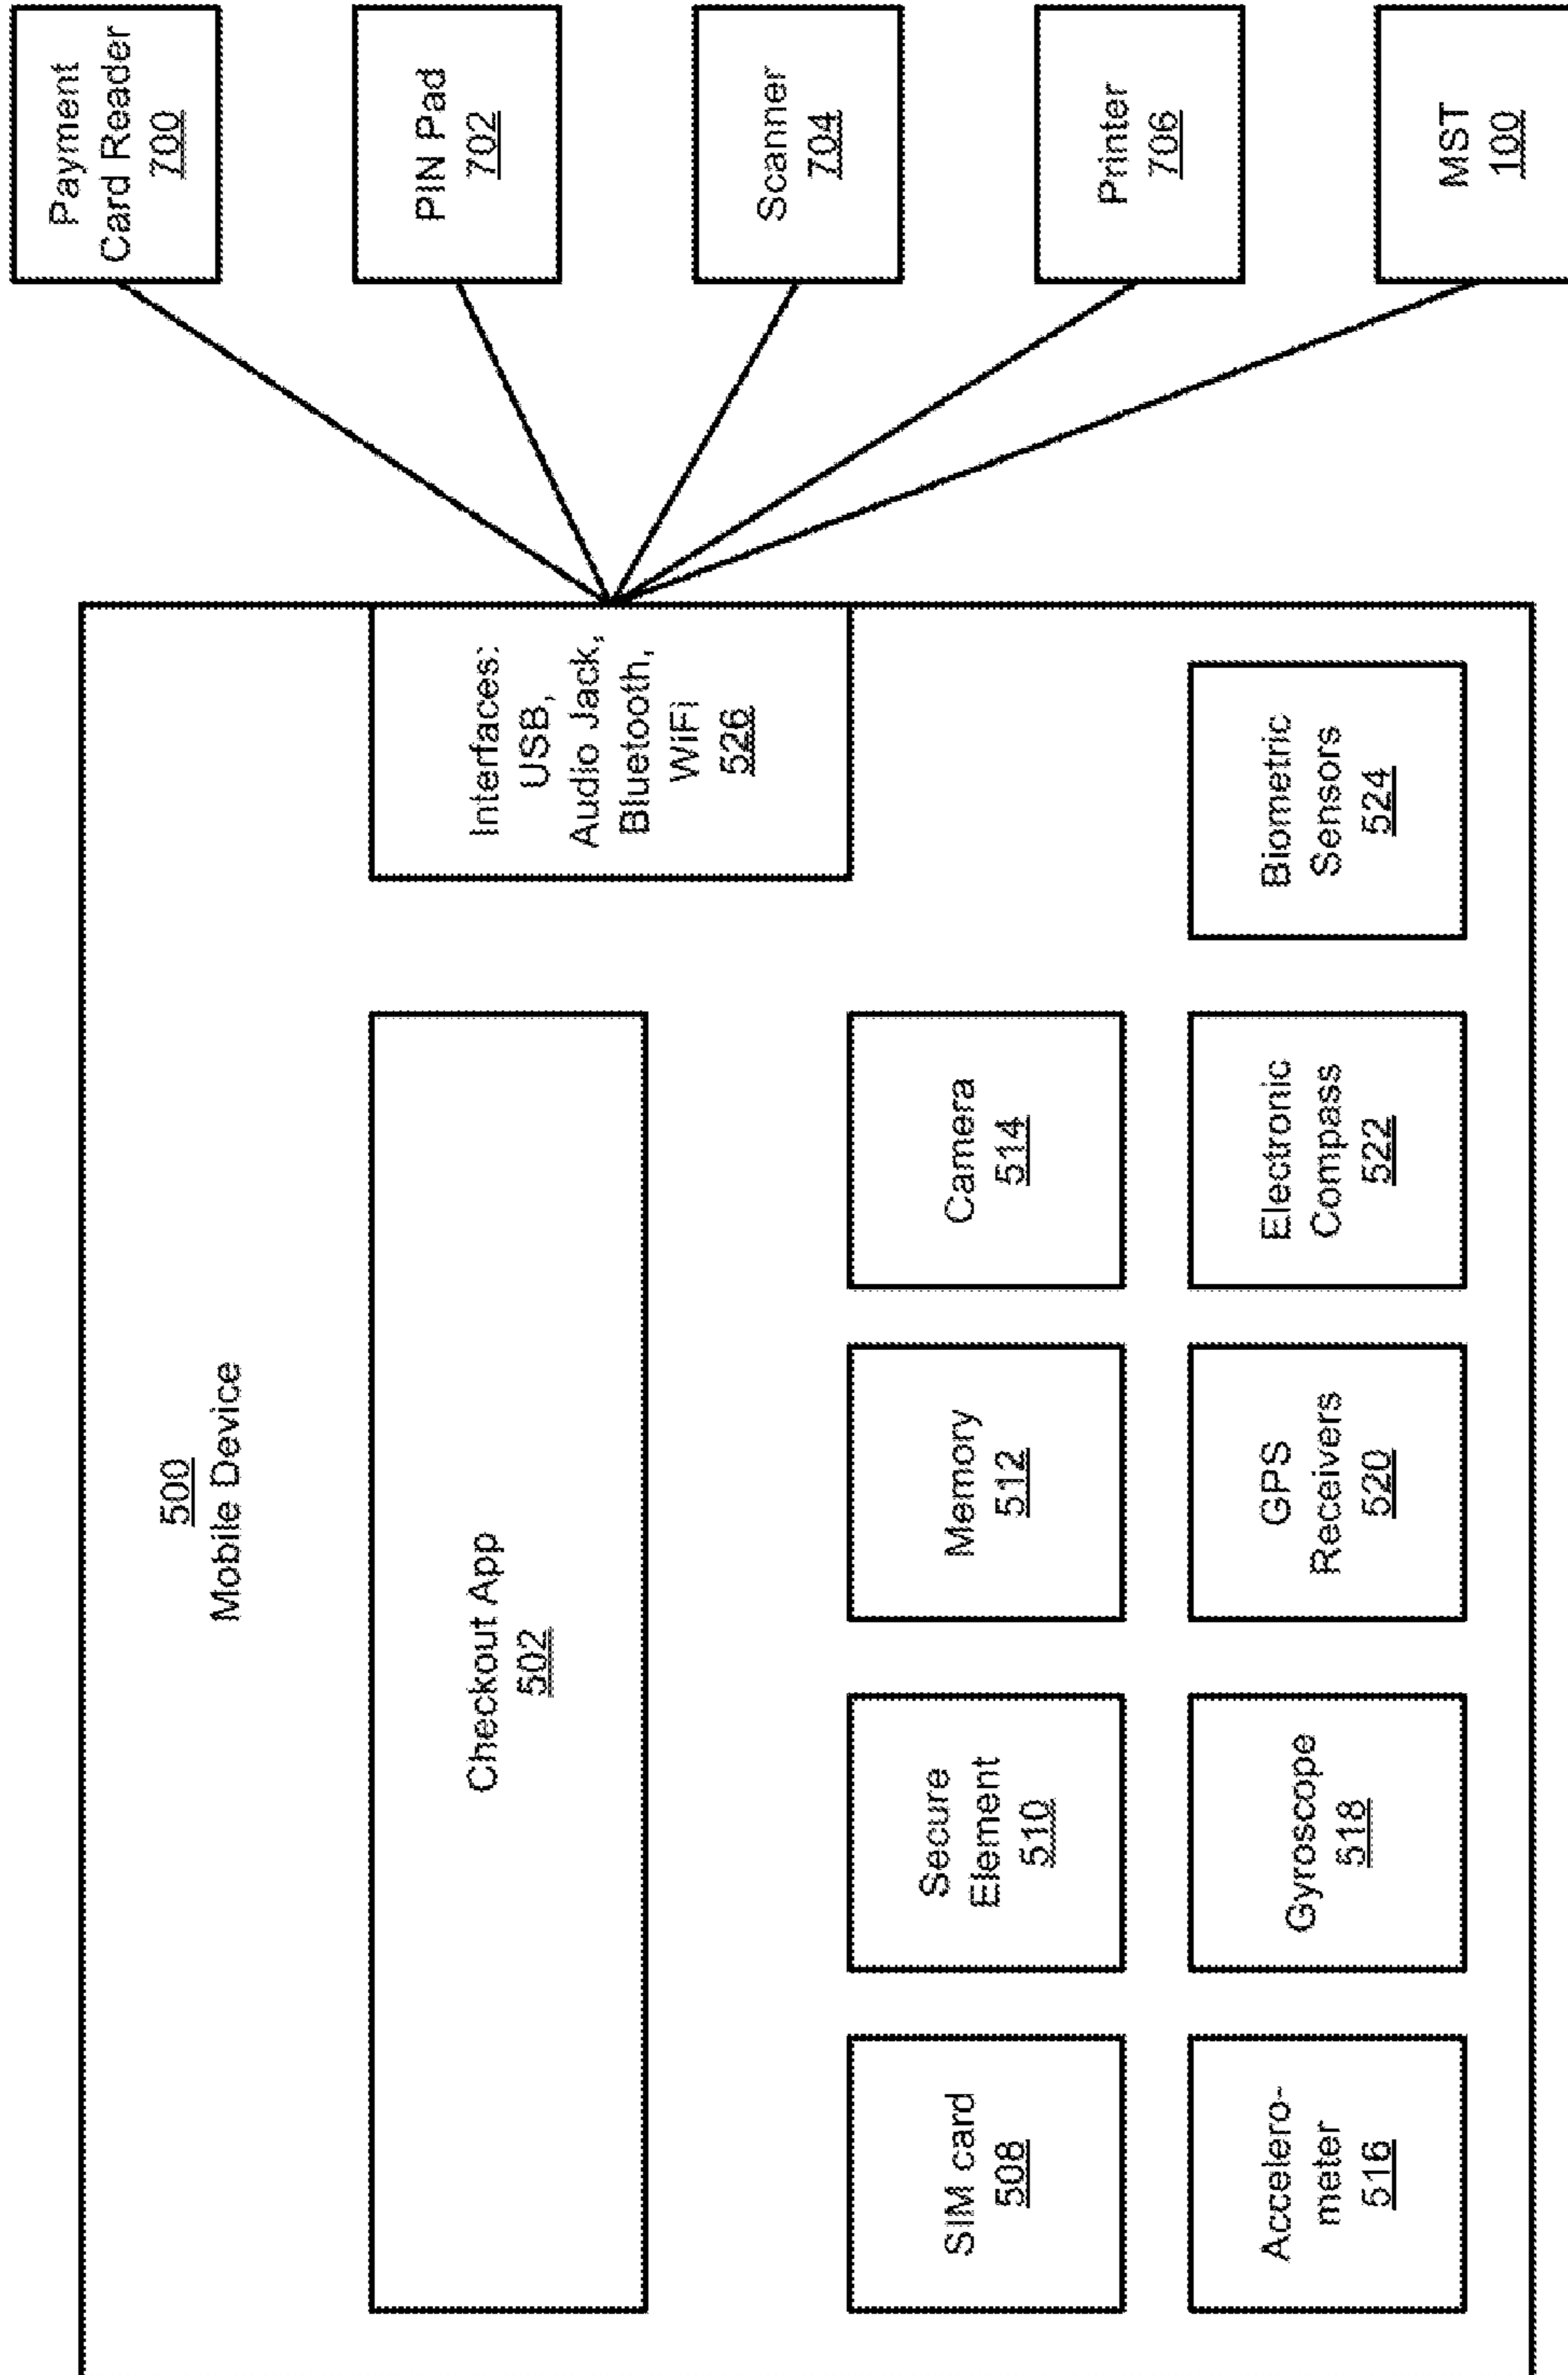 500
Mobile Device
Checkout App
502
Interfaces:
USB,
Audio Jack,
Bluetooth,
WiFi
526
SIM card
508
Secure
Element
510
Memory
512
Camera
514
Accelero-
meter
516
Gyroscope
518
GPS
Receivers
520
Electronic
Compass
522
Biometric
Sensors
524
Payment
Card Reader
700
PIN Pad
702
Scanner
704
Printer
706
MST
100